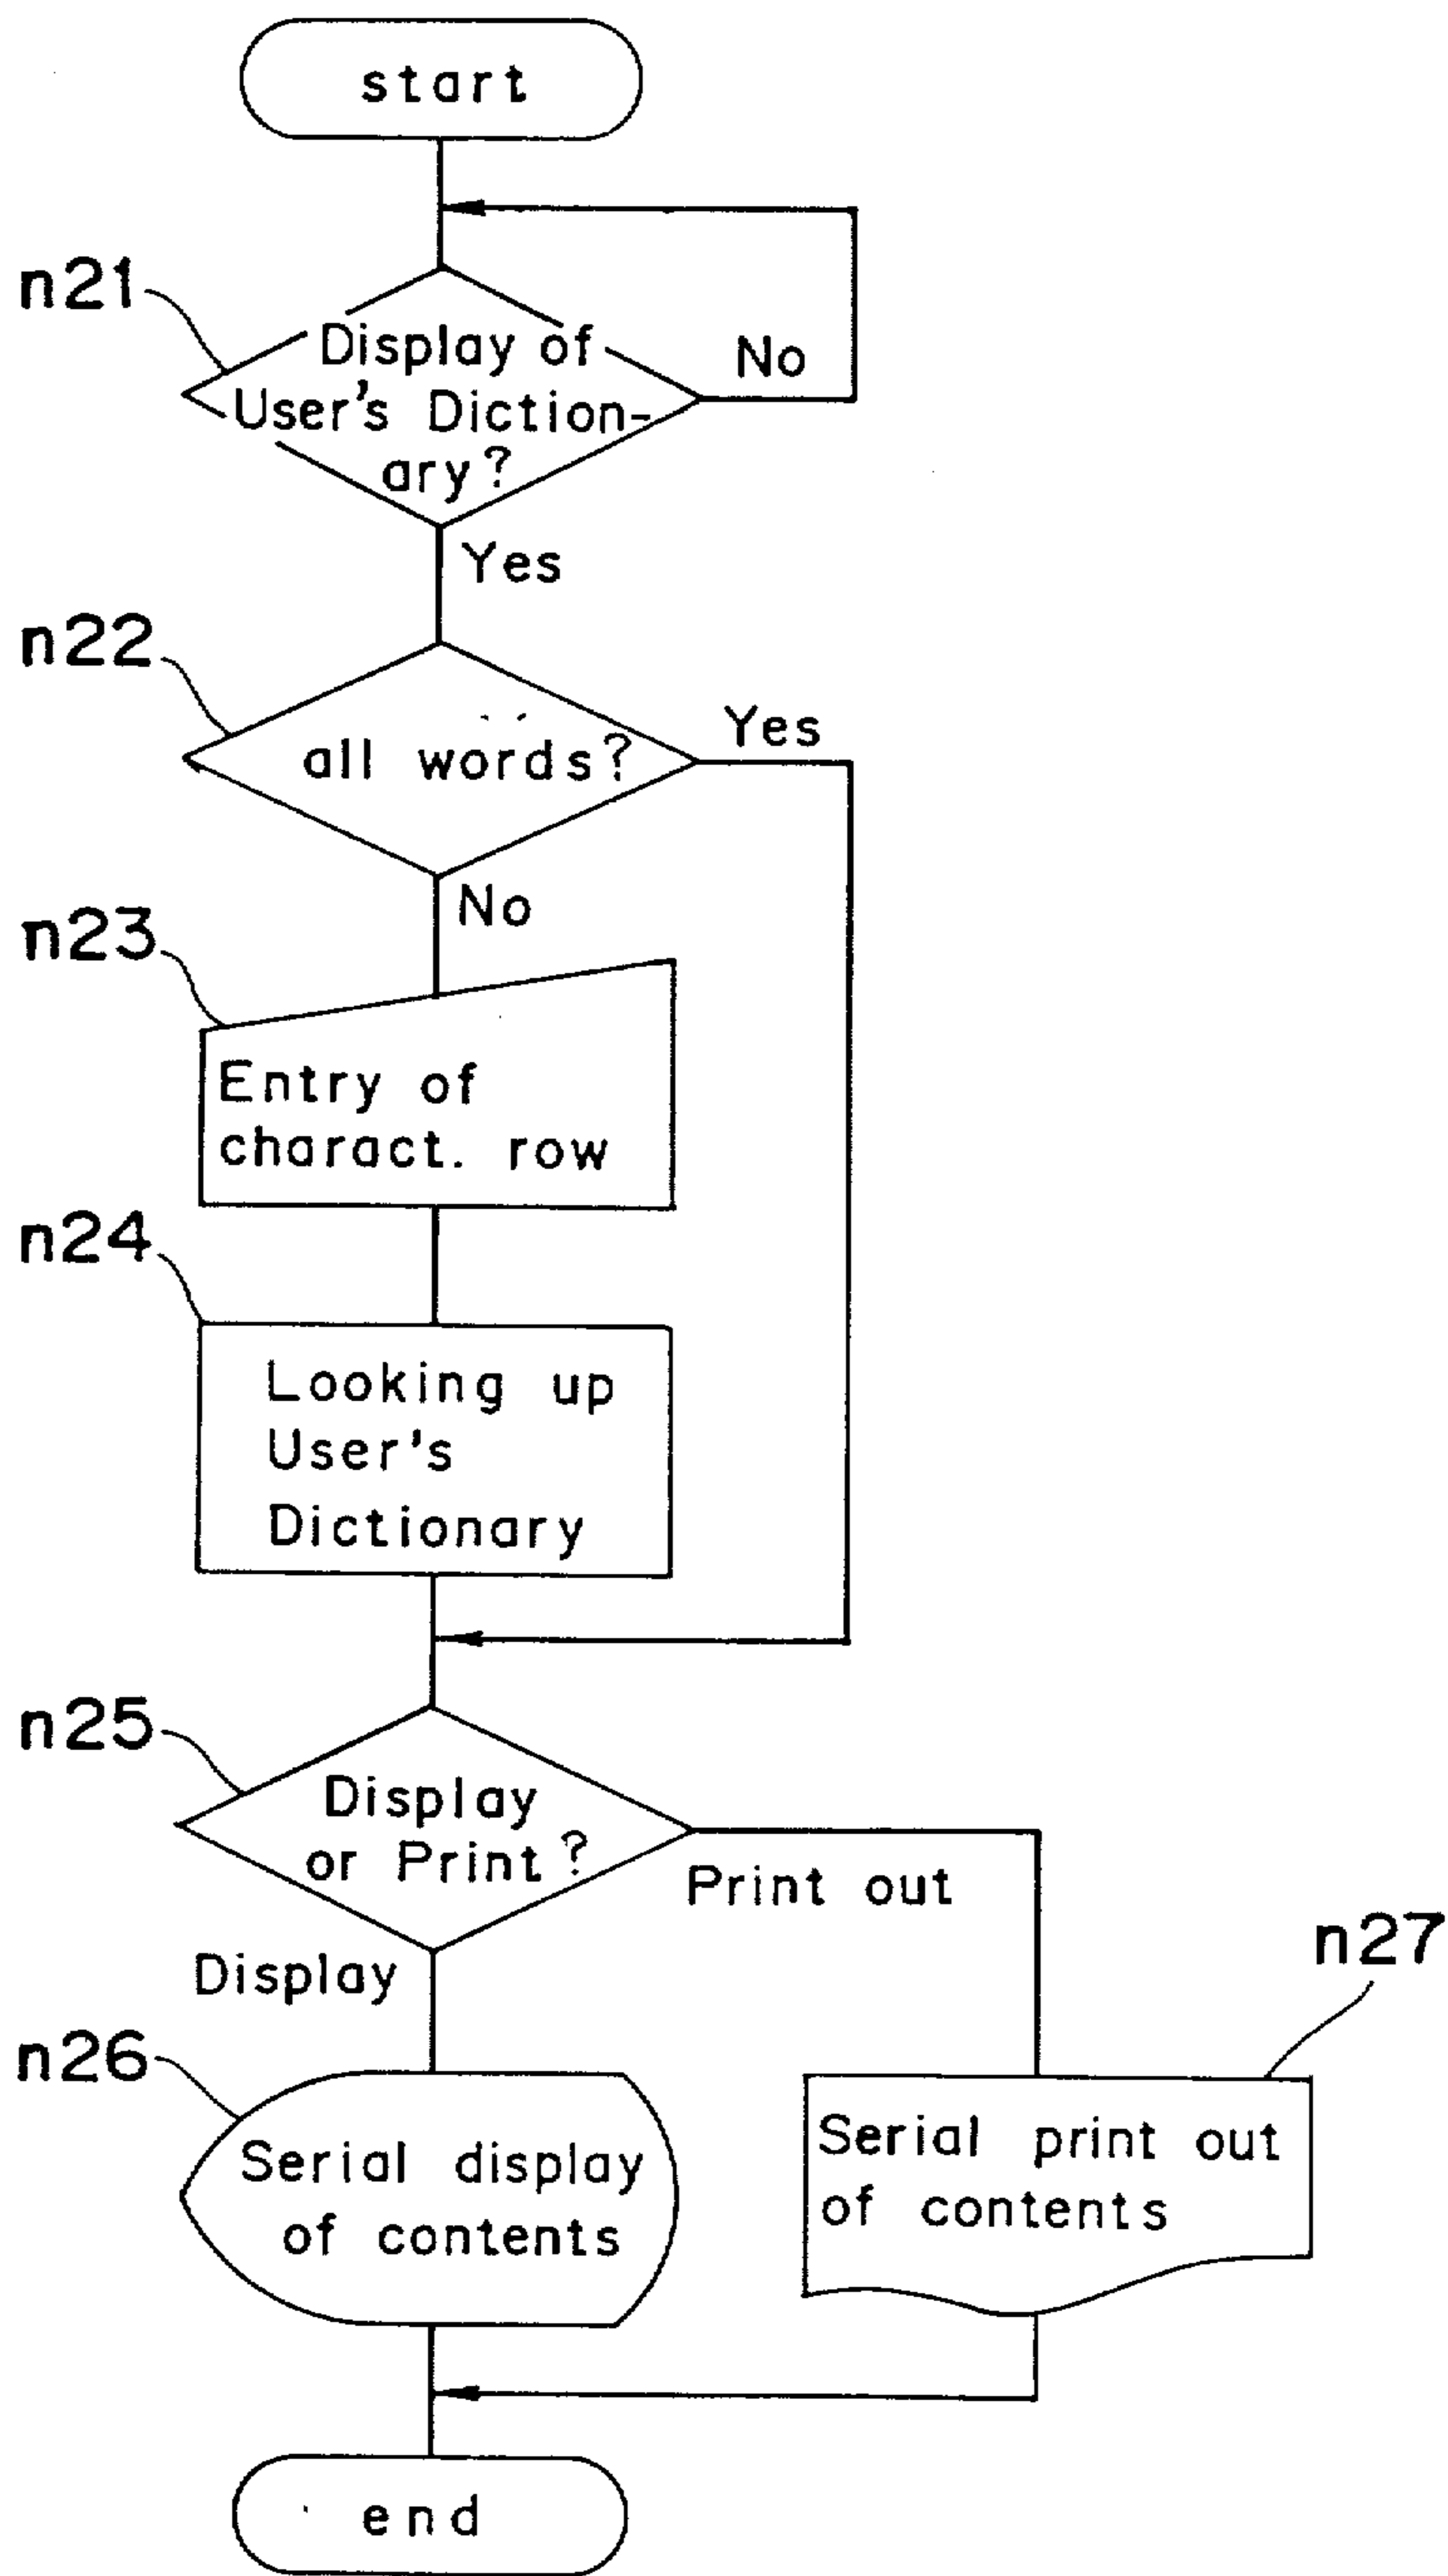 start
n21
Display of
User's Diction-
ary?
No
Yes
n22
all words?
Yes
No
n23
Entry of
charact. row
n24
Looking up
User's
Dictionary
n25
Display
or Print?
Print out
Display
n26
Serial display
of contents
n27
Serial print out
of contents
end